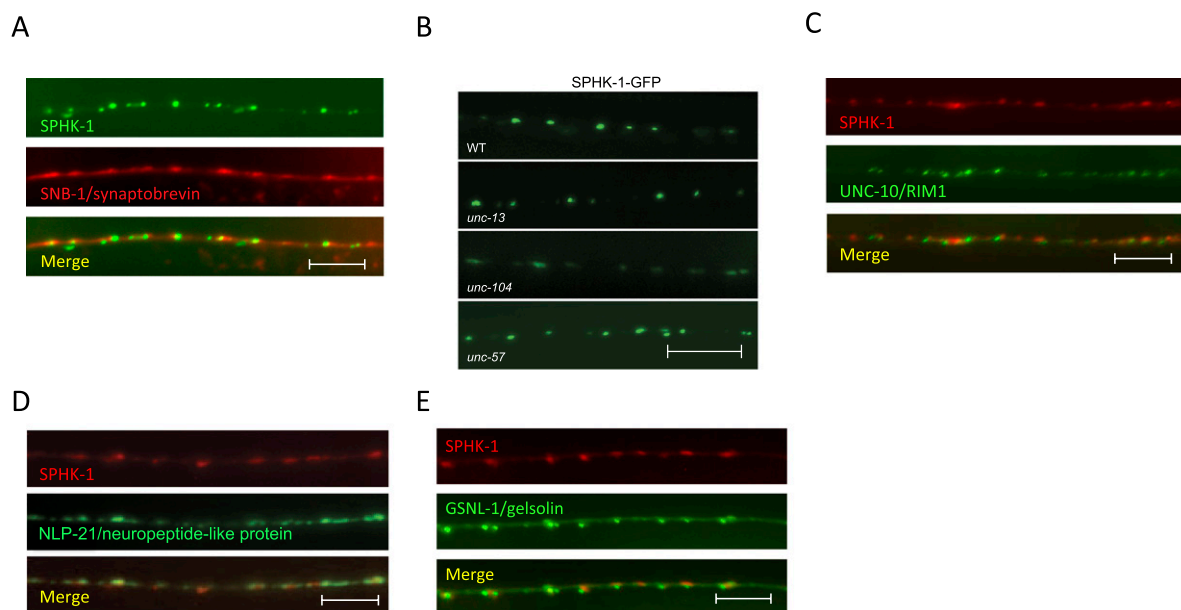 A
SPHK-1
SNB-1/synaptobrevin
Merge
B
SPHK-1-GFP
WT
unc-13
unc-104
unc-57
C
SPHK-1
UNC-10/RIM1
Merge
D
SPHK-1
NLP-21/neuropeptide-like protein
Merge
E
SPHK-1
GSNL-1/gelsolin
Merge